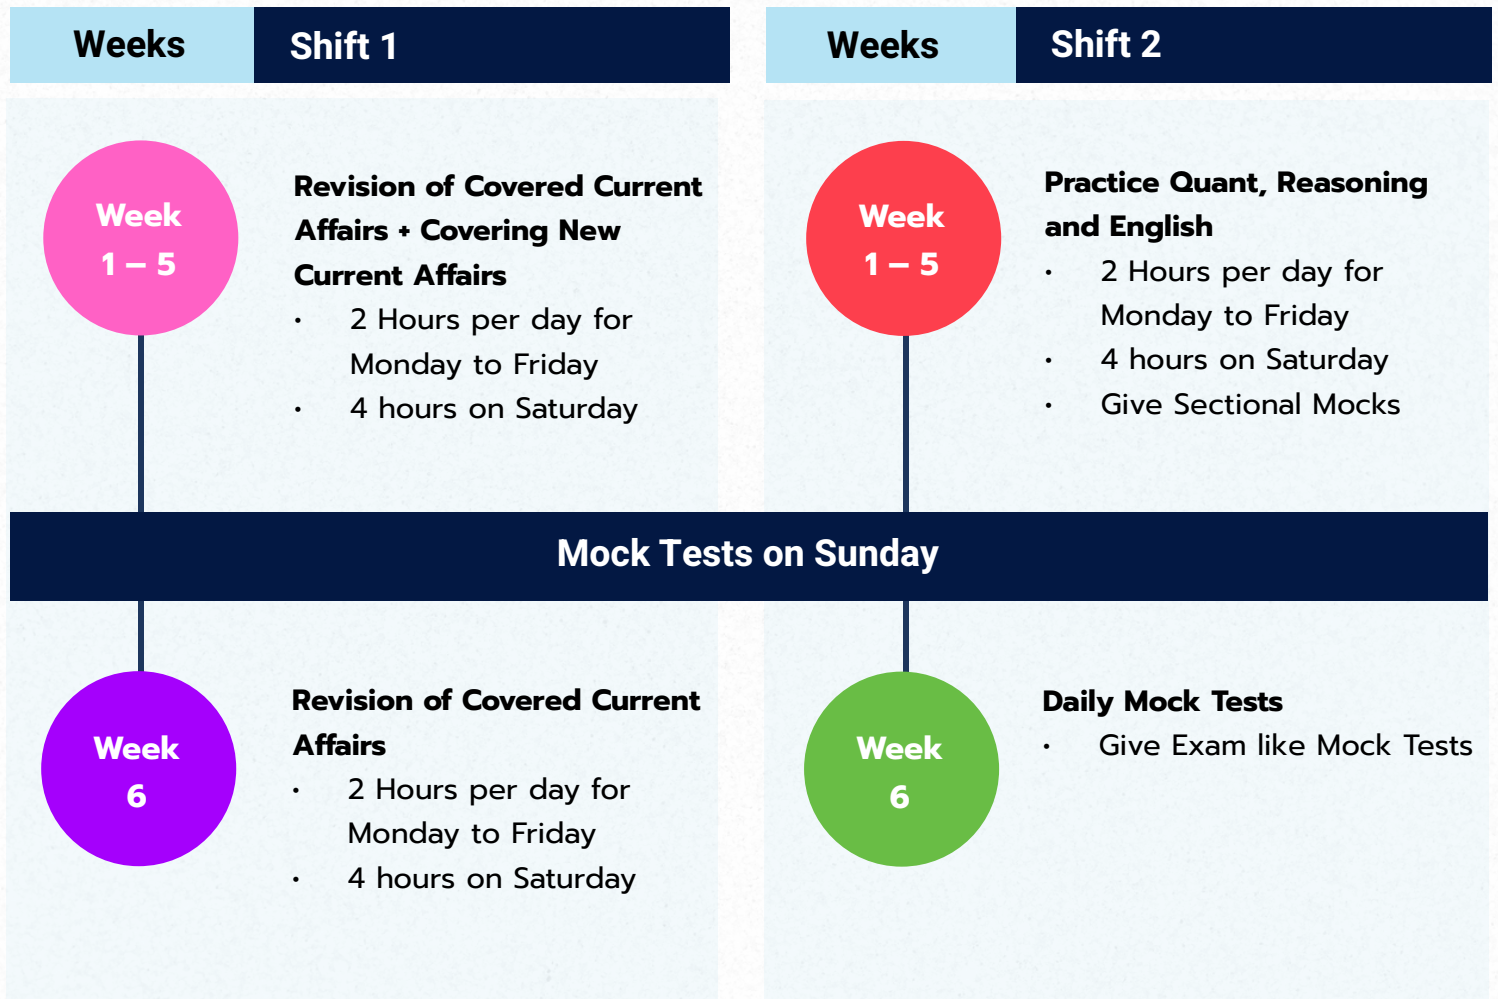 Weeks Shift 1
Week
1 – 5
Revision of Covered Current
Affairs + Covering New
Current Affairs
• 2 Hours per day for
Monday to Friday
• 4 hours on Saturday
Weeks Shift 2
Week
1 – 5
Practice Quant, Reasoning
and English
• 2 Hours per day for
Monday to Friday
• 4 hours on Saturday
• Give Sectional Mocks
Mock Tests on Sunday
Week
6
Revision of Covered Current
Affairs
• 2 Hours per day for
Monday to Friday
• 4 hours on Saturday
Week
6
Daily Mock Tests
• Give Exam like Mock Tests